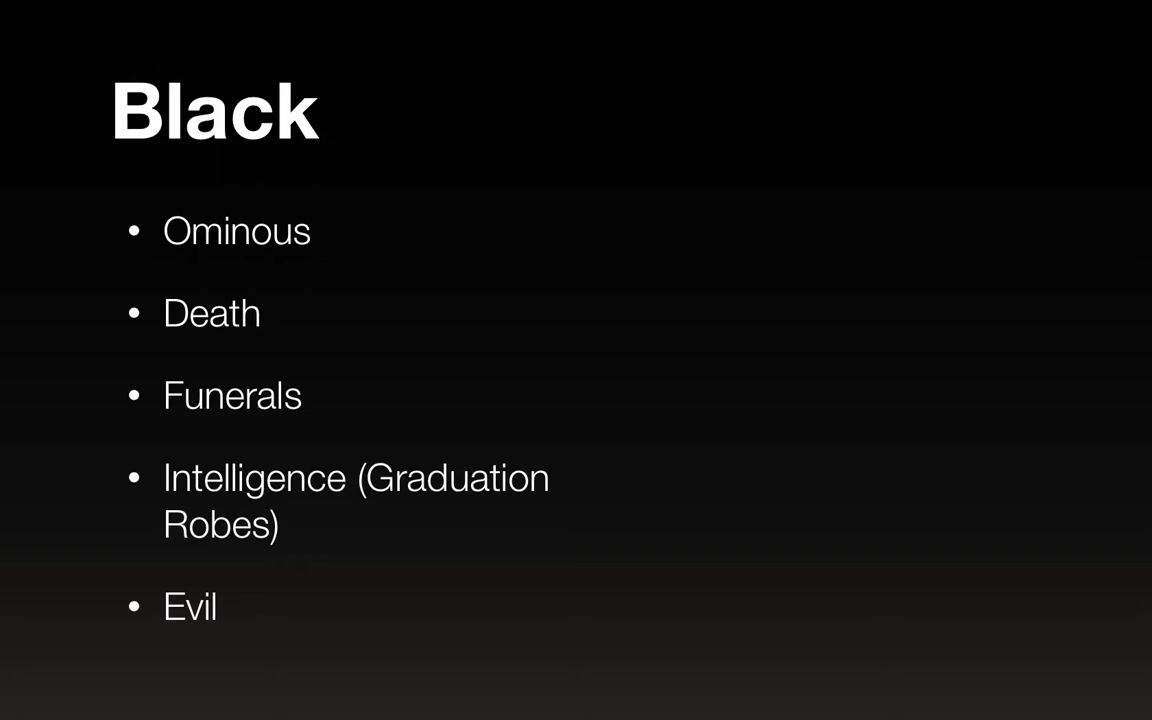 Black
• Ominous
• Death
• Funerals
• Intelligence (Graduation
Robes)
• Evil